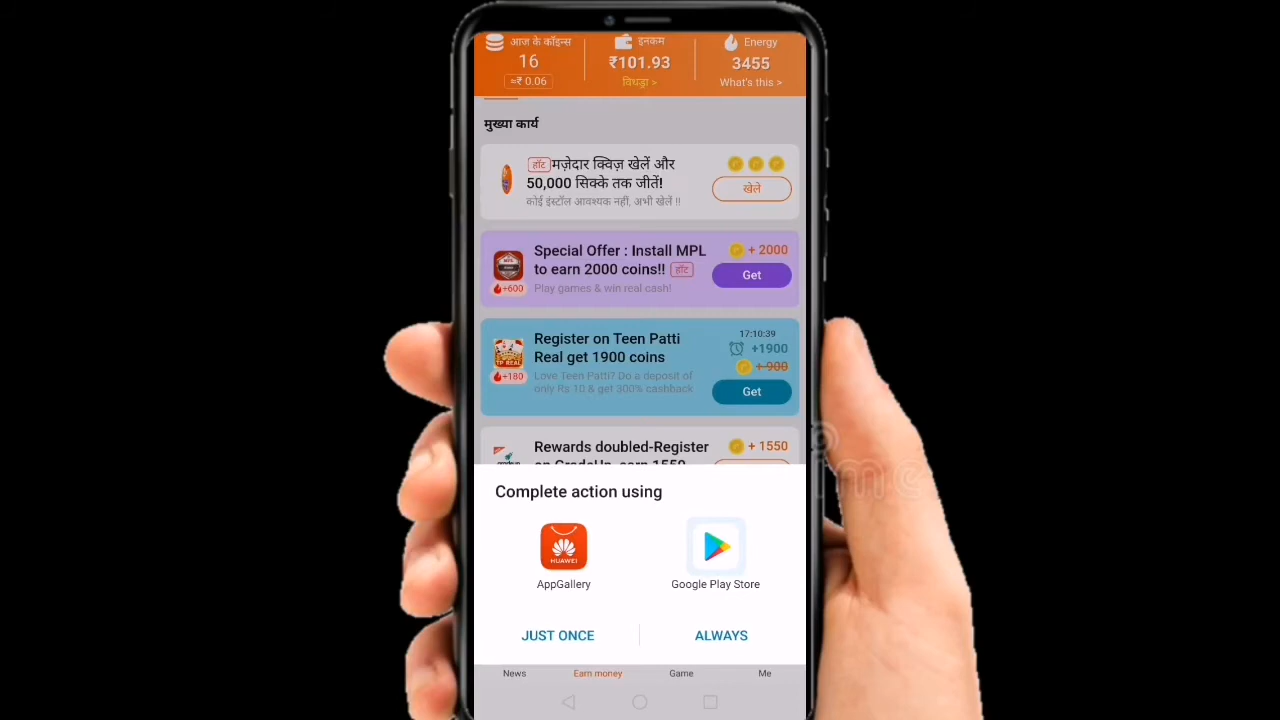 आज के कॉइन्स
16
≈₹ 0.06
इनकम
₹101.93
विथड्रा >
Energy
3455
What's this >
मुख्या कार्य
हॉट मज़ेदार क्विज़ खेलें और
50,000 सिक्के तक जीतें!
कोई इंस्टॉल आवश्यक नहीं, अभी खेलें !!
खेले
Special Offer : Install MPL
to earn 2000 coins!! हॉट
Play games & win real cash!
+600
+ 2000
Get
Register on Teen Patti
Real get 1900 coins
Love Teen Patti? Do a deposit of
only Rs 10 & get 300% cashback
TP REAL
+180
17:10:39
+1900
+ 900
Get
Rewards doubled-Register
on GradeUp, earn 1550
+ 1550
Complete action using
HUAWEI
AppGallery
Google Play Store
JUST ONCE
ALWAYS
News
Earn money
Game
Me